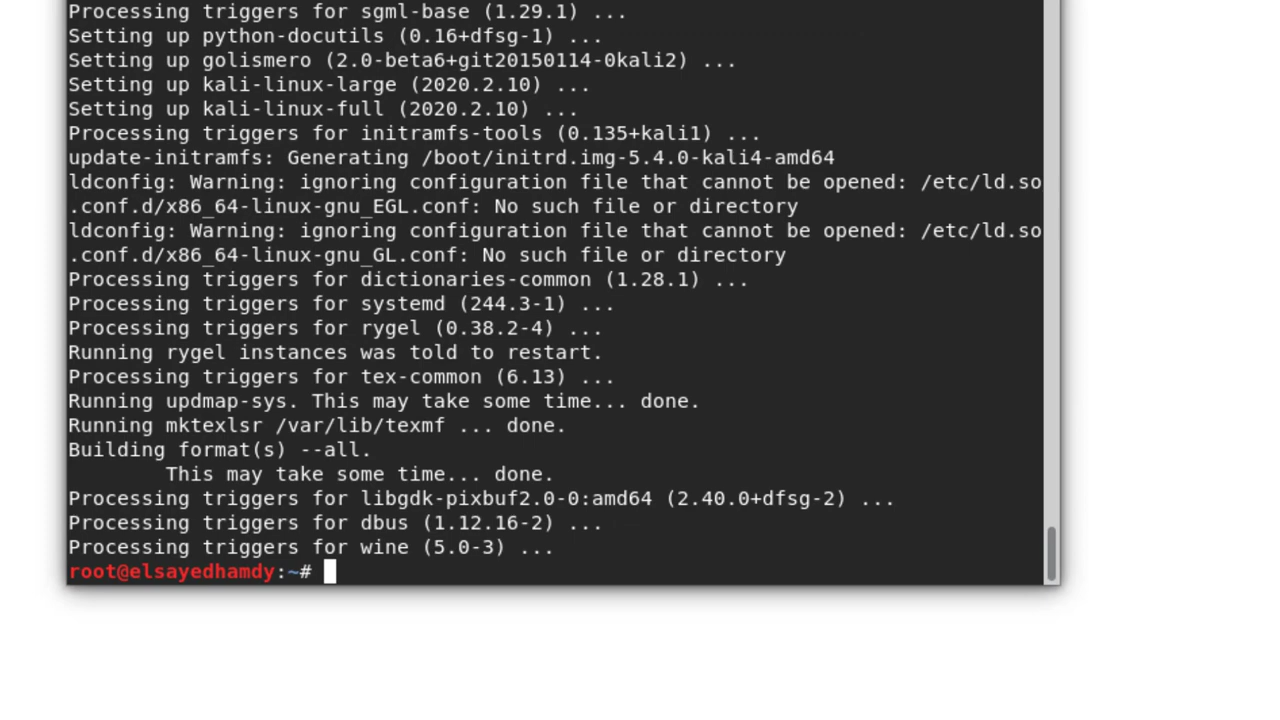 Processing triggers for sgml-base (1.29.1) ...
Setting up python-docutils (0.16+dfsg-1) ...
Setting up golismero (2.0-beta6+git20150114-0kali2) ...
Setting up kali-linux-large (2020.2.10) ...
Setting up kali-linux-full (2020.2.10) ...
Processing triggers for initramfs-tools (0.135+kali1) ...
update-initramfs: Generating /boot/initrd.img-5.4.0-kali4-amd64
ldconfig: Warning: ignoring configuration file that cannot be opened: /etc/ld.so
.conf.d/x86_64-linux-gnu_EGL.conf: No such file or directory
ldconfig: Warning: ignoring configuration file that cannot be opened: /etc/ld.so
.conf.d/x86_64-linux-gnu_GL.conf: No such file or directory
Processing triggers for dictionaries-common (1.28.1) ...
Processing triggers for systemd (244.3-1) ...
Processing triggers for rygel (0.38.2-4) ...
Running rygel instances was told to restart.
Processing triggers for tex-common (6.13) ...
Running updmap-sys. This may take some time... done.
Running mktexlsr /var/lib/texmf ... done.
Building format(s) --all.
        This may take some time... done.
Processing triggers for libgdk-pixbuf2.0-0:amd64 (2.40.0+dfsg-2) ...
Processing triggers for dbus (1.12.16-2) ...
Processing triggers for wine (5.0-3) ...
root@elsayedhamdy:~#